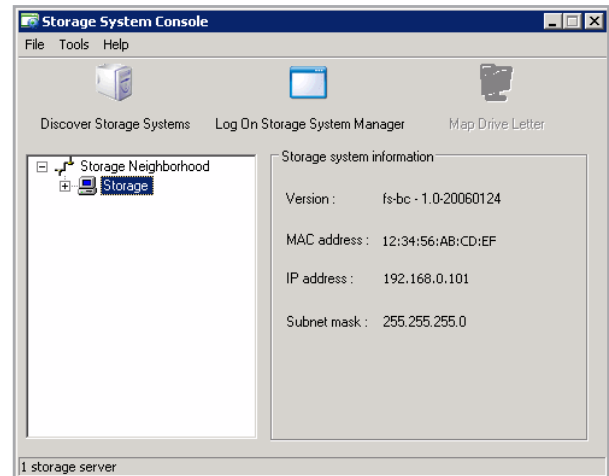 Storage System Console
File Tools Help
Discover Storage Systems Log On Storage System Manager Map Drive Letter
Storage Neighborhood
Storage
Storage system information
Version : fs-bc - 1.0-20060124
MAC address : 12:34:56:AB:CD:EF
IP address : 192.168.0.101
Subnet mask : 255.255.255.0
1 storage server